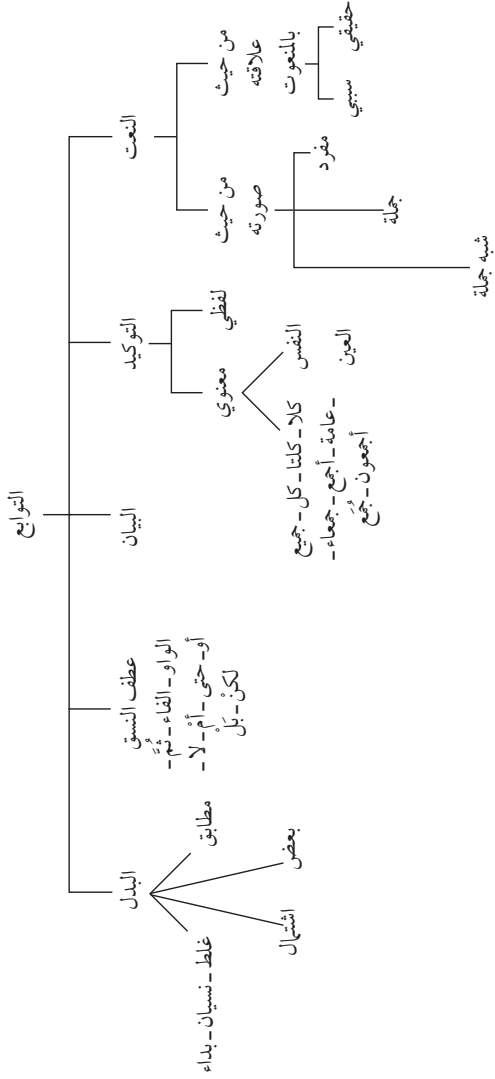 التوابع
النعت
التوكيد
البيان
عطف النسق
البدل
من حيث
علاقته
بالمنعوت
حقيقي
سببي
من حيث
صورته
مفرد
جملة
شبه جملة
لفظي
معنوي
النفس
العين
كلا - كلتا - كل - جميع
- عامة - أجمع - جمعاء -
أجمعون - جُمَع
الواو - الفاء - ثُمَّ -
أو - حتى - أمْ - لا -
لكنْ - بَلْ
مطابق
بعض
اشتمال
غلط - نسيان - بداء